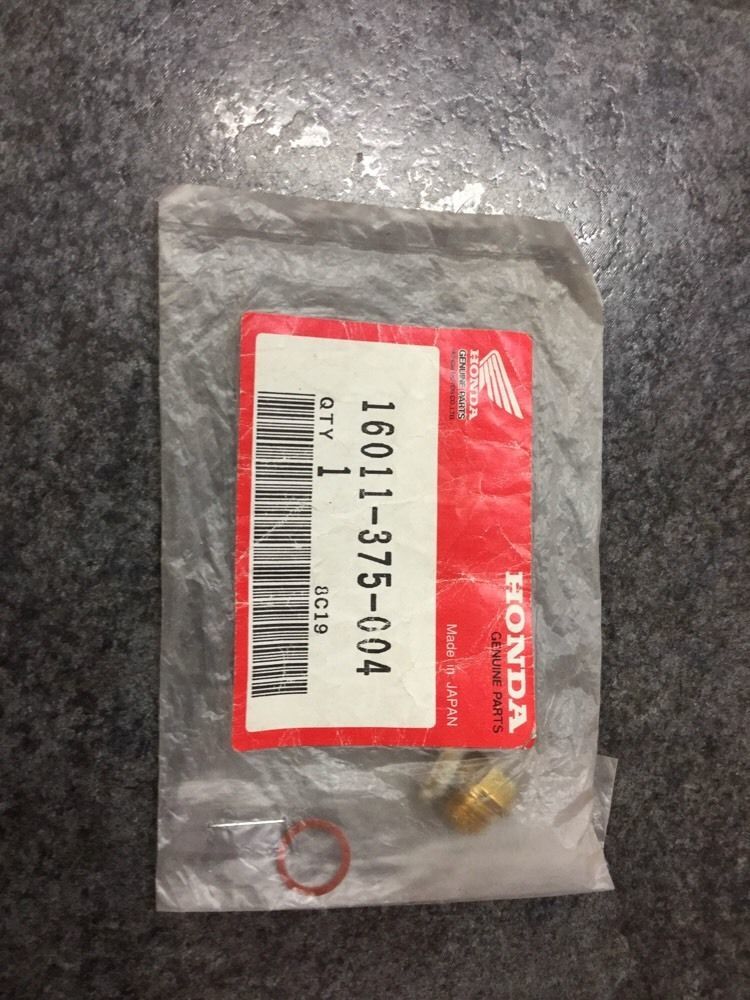 HONDA
GENUINE PARTS
HONDA
GENUINE PARTS
Made in JAPAN
16011-375-004
QTY 1
8C19